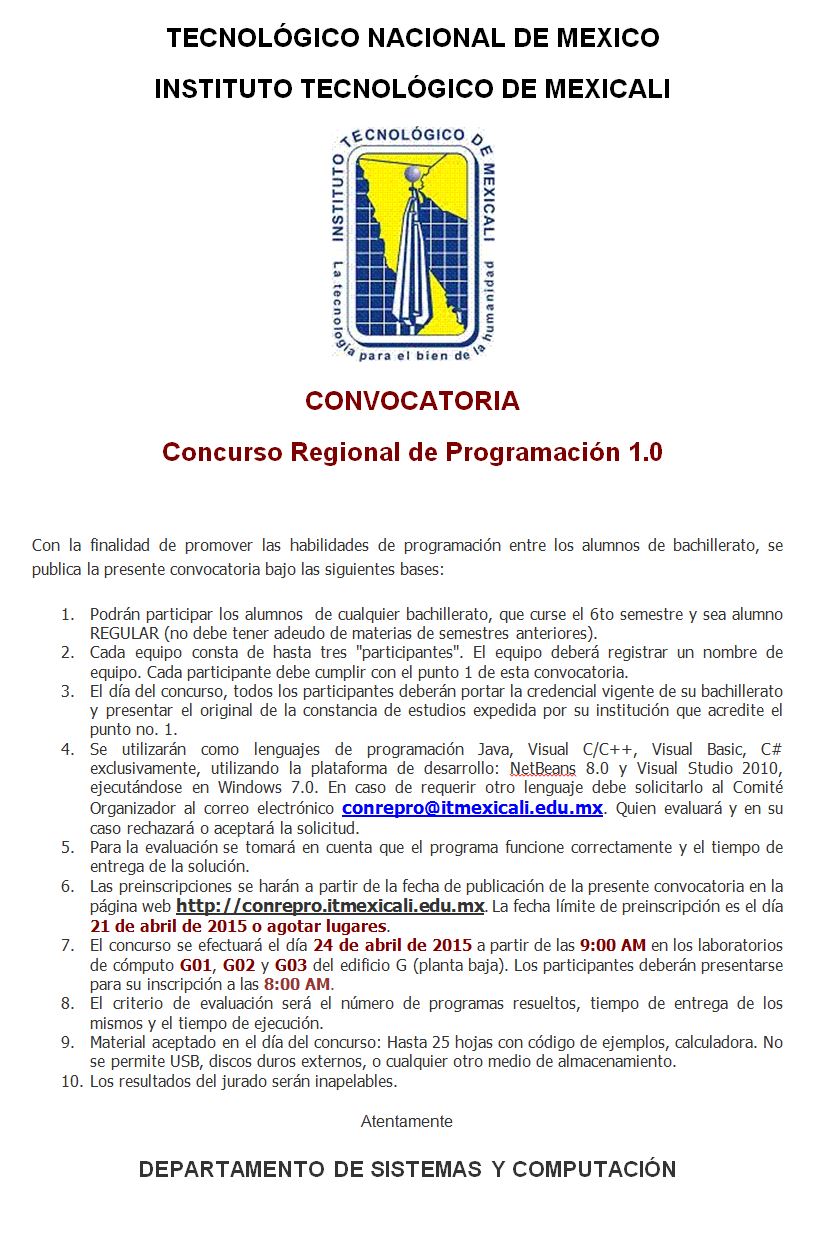 TECNOLÓGICO NACIONAL DE MEXICO
INSTITUTO TECNOLÓGICO DE MEXICALI
INSTITUTO TECNOLÓGICO DE MEXICALI
La tecnología para el bien de la humanidad
CONVOCATORIA
Concurso Regional de Programación 1.0
Con la finalidad de promover las habilidades de programación entre los alumnos de bachillerato, se
publica la presente convocatoria bajo las siguientes bases:
1. Podrán participar los alumnos de cualquier bachillerato, que curse el 6to semestre y sea alumno
REGULAR (no debe tener adeudo de materias de semestres anteriores).
2. Cada equipo consta de hasta tres "participantes". El equipo deberá registrar un nombre de
equipo. Cada participante debe cumplir con el punto 1 de esta convocatoria.
3. El día del concurso, todos los participantes deberán portar la credencial vigente de su bachillerato
y presentar el original de la constancia de estudios expedida por su institución que acredite el
punto no. 1.
4. Se utilizarán como lenguajes de programación Java, Visual C/C++, Visual Basic, C#
exclusivamente, utilizando la plataforma de desarrollo: NetBeans 8.0 y Visual Studio 2010,
ejecutándose en Windows 7.0. En caso de requerir otro lenguaje debe solicitarlo al Comité
Organizador al correo electrónico conrepro@itmexicali.edu.mx. Quien evaluará y en su
caso rechazará o aceptará la solicitud.
5. Para la evaluación se tomará en cuenta que el programa funcione correctamente y el tiempo de
entrega de la solución.
6. Las preinscripciones se harán a partir de la fecha de publicación de la presente convocatoria en la
página web http://conrepro.itmexicali.edu.mx. La fecha límite de preinscripción es el día
21 de abril de 2015 o agotar lugares.
7. El concurso se efectuará el día 24 de abril de 2015 a partir de las 9:00 AM en los laboratorios
de cómputo G01, G02 y G03 del edificio G (planta baja). Los participantes deberán presentarse
para su inscripción a las 8:00 AM.
8. El criterio de evaluación será el número de programas resueltos, tiempo de entrega de los
mismos y el tiempo de ejecución.
9. Material aceptado en el día del concurso: Hasta 25 hojas con código de ejemplos, calculadora. No
se permite USB, discos duros externos, o cualquier otro medio de almacenamiento.
10. Los resultados del jurado serán inapelables.
Atentamente
DEPARTAMENTO DE SISTEMAS Y COMPUTACIÓN